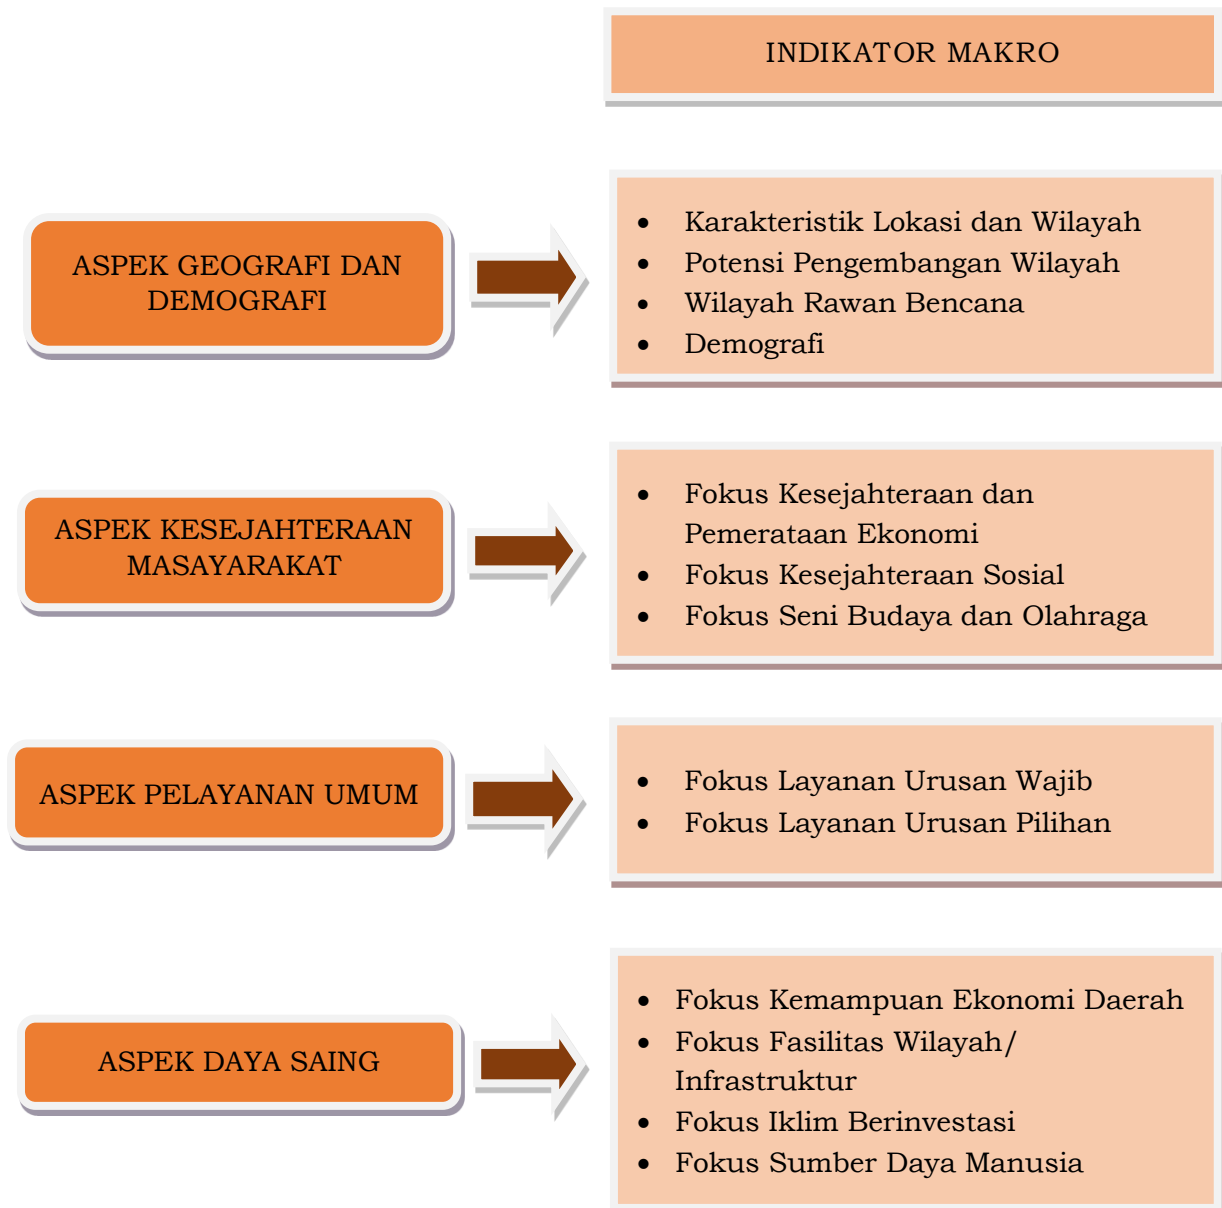 INDIKATOR MAKRO
ASPEK GEOGRAFI DAN
DEMOGRAFI
• Karakteristik Lokasi dan Wilayah
• Potensi Pengembangan Wilayah
• Wilayah Rawan Bencana
• Demografi
ASPEK KESEJAHTERAAN
MASAYARAKAT
• Fokus Kesejahteraan dan
Pemerataan Ekonomi
• Fokus Kesejahteraan Sosial
• Fokus Seni Budaya dan Olahraga
ASPEK PELAYANAN UMUM
• Fokus Layanan Urusan Wajib
• Fokus Layanan Urusan Pilihan
ASPEK DAYA SAING
• Fokus Kemampuan Ekonomi Daerah
• Fokus Fasilitas Wilayah/
Infrastruktur
• Fokus Iklim Berinvestasi
• Fokus Sumber Daya Manusia